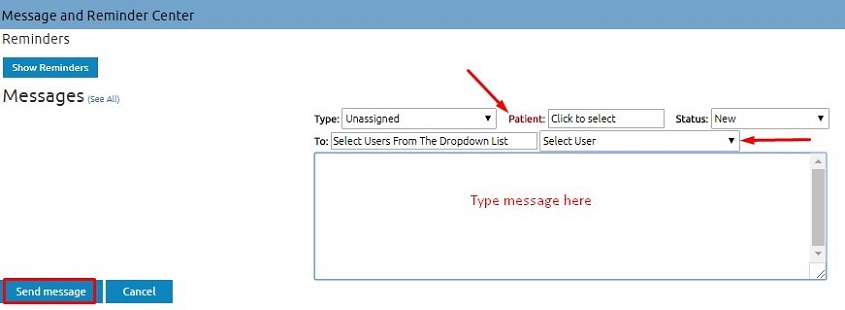 Message and Reminder Center
Reminders
Show Reminders
Messages (See All)
Type: Unassigned Patient: Click to select Status: New
To: Select Users From The Dropdown List Select User
Type message here
Send message Cancel